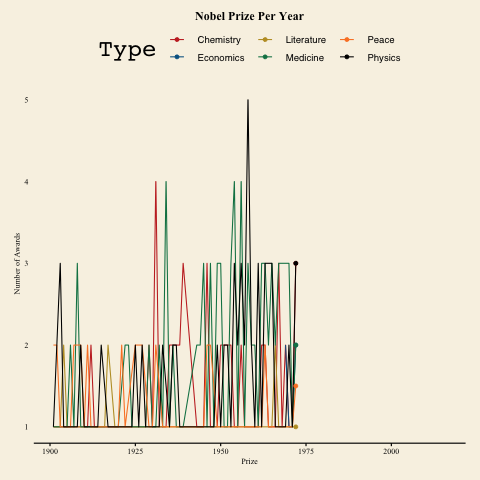 Nobel Prize Per Year
Type
Chemistry Literature Peace
Economics Medicine Physics
5
4
3
2
1
Number of Awards
1900 1925 1950 1975 2000
Prize